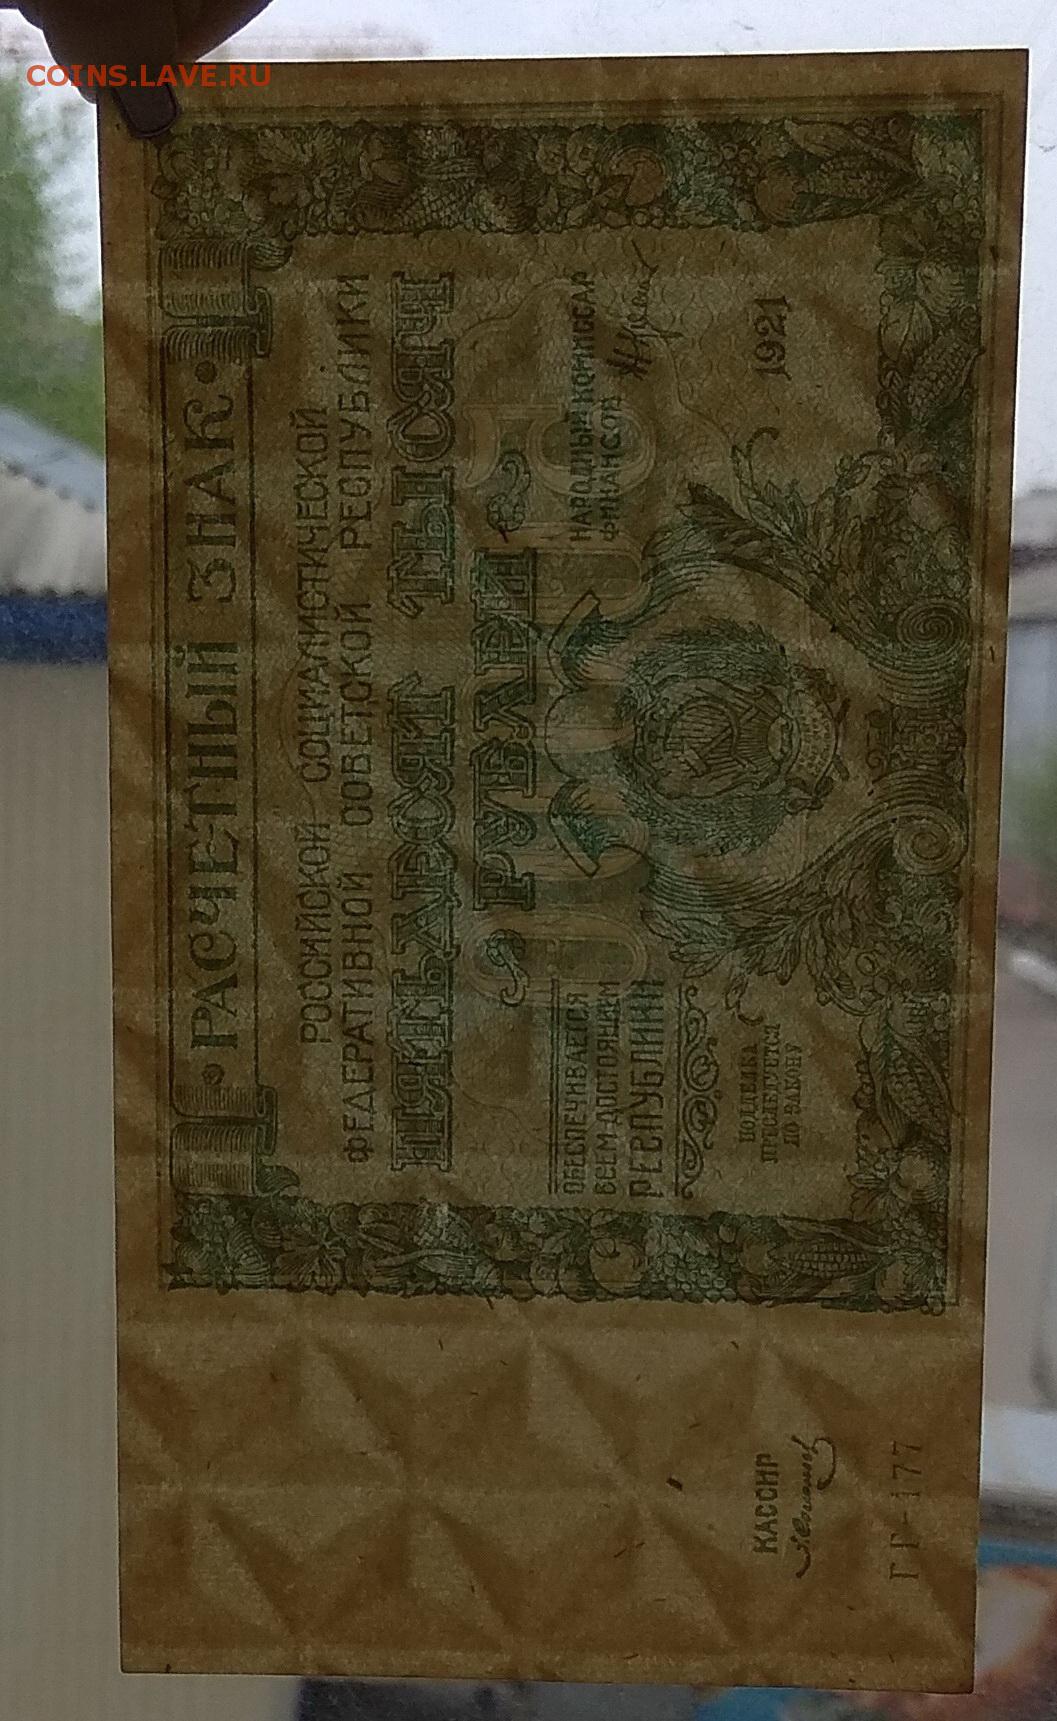 COINS.LAVE.RU
РАСЧЕТНЫЙ ЗНАК
РОССИЙСКОЙ СОЦИАЛИСТИЧЕСКОЙ
ФЕДЕРАТИВНОЙ СОВЕТСКОЙ РЕСПУБЛИКИ
ПЯТЬДЕСЯТ ТЫСЯЧ
РУБЛЕЙ
ОБЕСПЕЧИВАЕТСЯ
ВСЕМ ДОСТОЯНИЕМ
РЕСПУБЛИКИ
НАРОДНЫЙ КОМИССАР
ФИНАНСОВ
ПОДДЕЛКА
ПРЕСЛЕДУЕТСЯ
ПО ЗАКОНУ
1921
КАССИР
ГГ-177